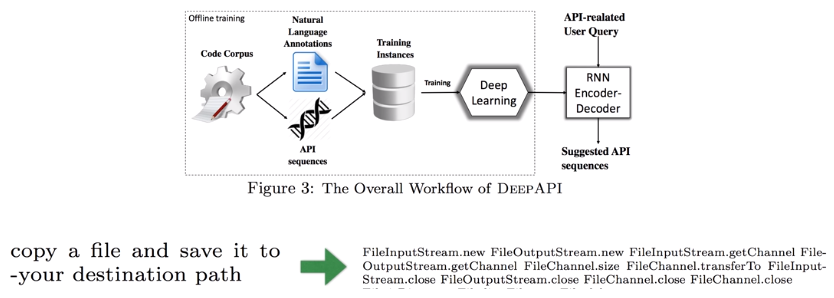 Offline training
Natural
Language
Annotations
Code Corpus
Training
Instances
API
sequences
Training
Deep
Learning
API-realated
User Query
RNN
Encoder-
Decoder
Suggested API
sequences
Figure 3: The Overall Workflow of DEEPAPI
copy a file and save it to
-your destination path
FileInputStream.new FileOutputStream.new FileInputStream.getChannel File-
OutputStream.getChannel FileChannel.size FileChannel.transferTo FileInput-
Stream.close FileOutputStream.close FileChannel.close FileChannel.close